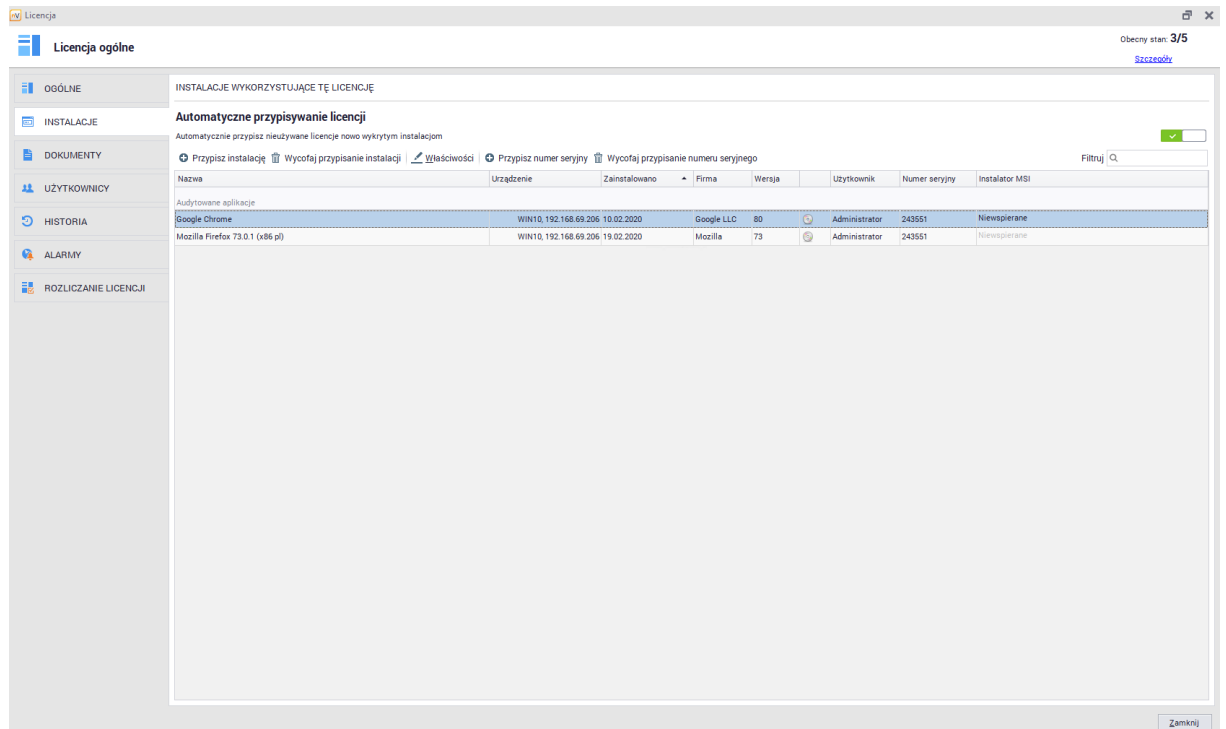 Licencja
Licencja ogólne
Obecny stan: 3/5
Szczegóły
OGÓLNE
INSTALACJE
DOKUMENTY
UŻYTKOWNICY
HISTORIA
ALARMY
ROZLICZANIE LICENCJI
INSTALACJE WYKORZYSTUJĄCE TĘ LICENCJĘ
Automatyczne przypisywanie licencji
Automatycznie przypisz nieużywane licencje nowo wykrytym instalacjom
Przypisz instalację Wycofaj przypisanie instalacji Właściwości Przypisz numer seryjny Wycofaj przypisanie numeru seryjnego Filtruj
Nazwa Urządzenie Zainstalowano Firma Wersja Użytkownik Numer seryjny Instalator MSI
Audytowane aplikacje
Google Chrome WIN10, 192.168.69.206 10.02.2020 Google LLC 80 Administrator 243551 Niewspierane
Mozilla Firefox 73.0.1 (x86 pl) WIN10, 192.168.69.206 19.02.2020 Mozilla 73 Administrator 243551 Niewspierane
Zamknij